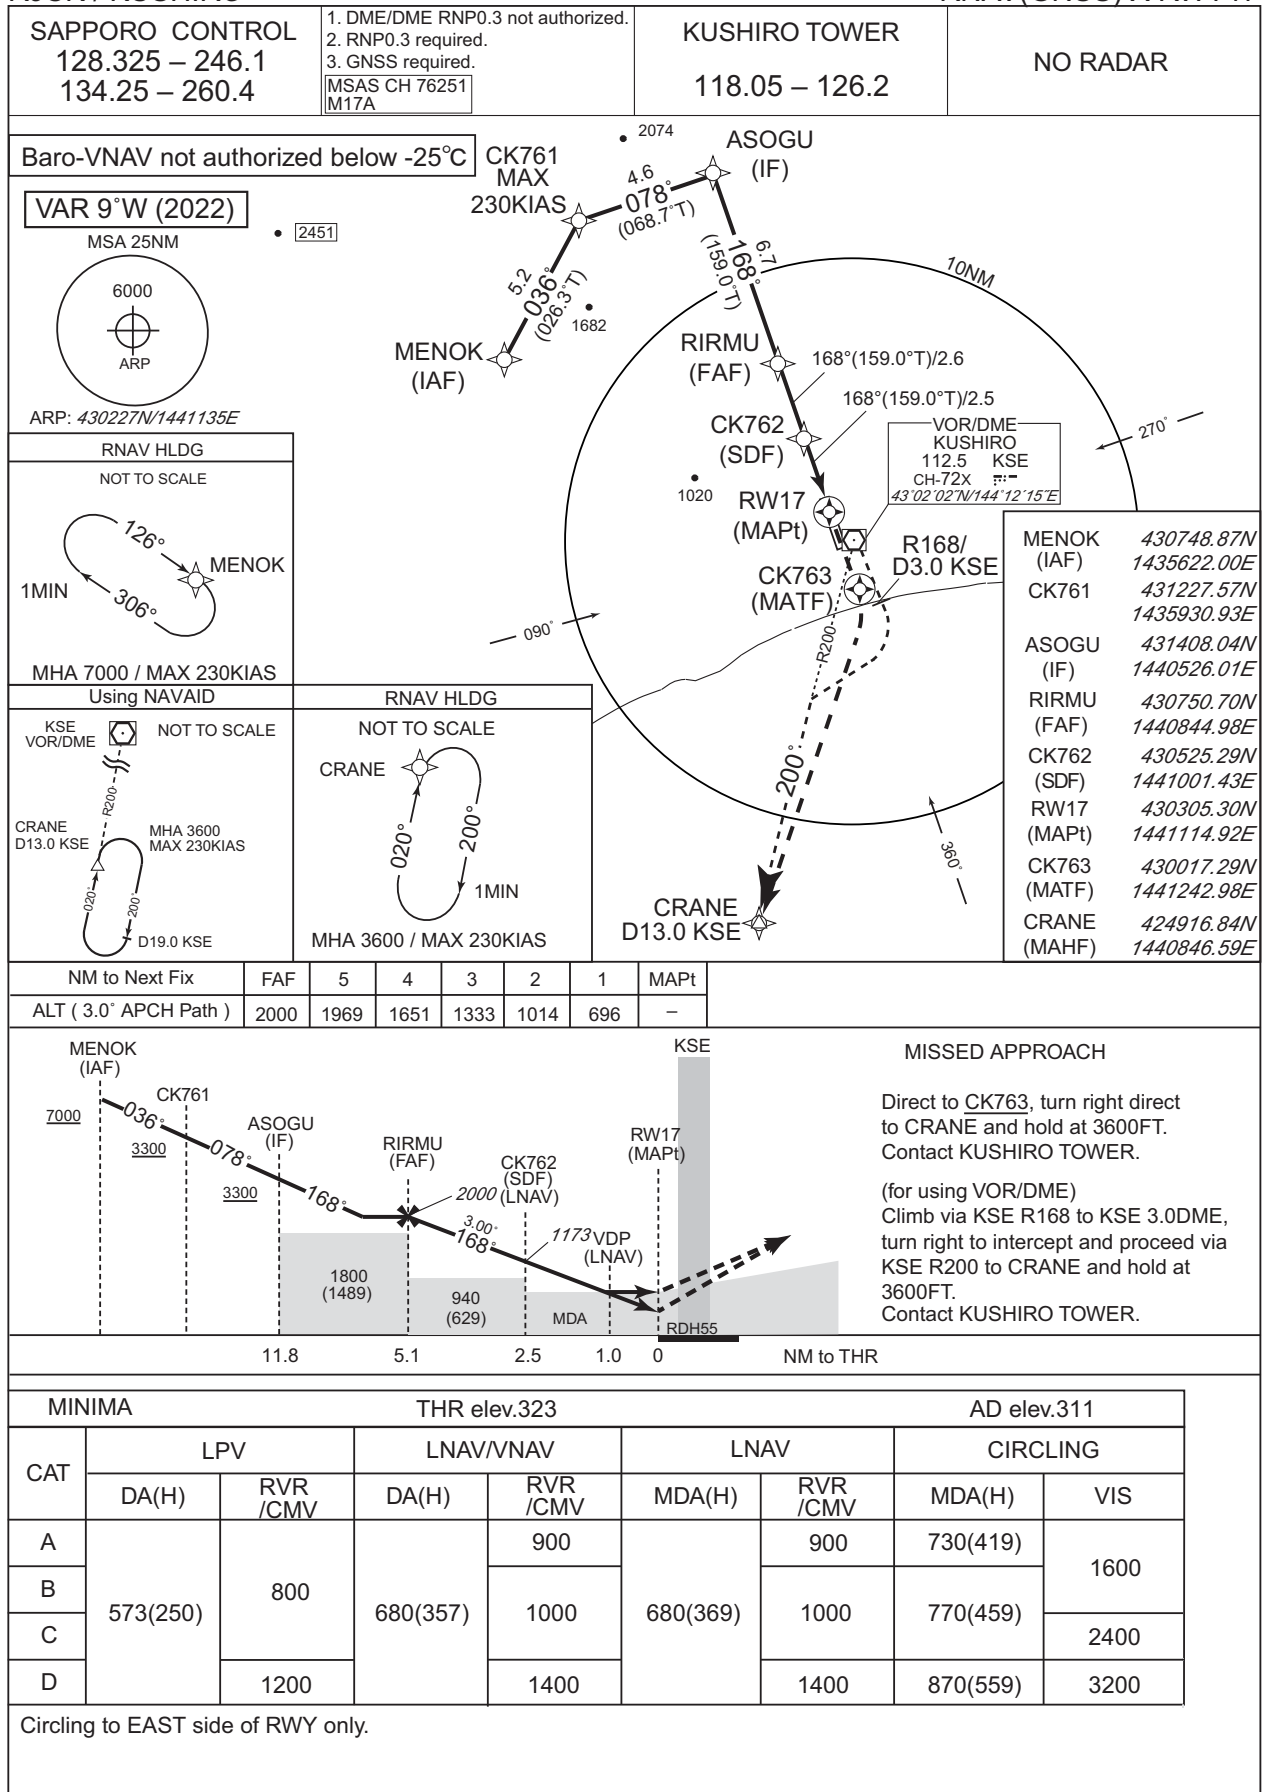 SAPPORO CONTROL
128.325 – 246.1
134.25 – 260.4
1. DME/DME RNP0.3 not authorized.
2. RNP0.3 required.
3. GNSS required.
MSAS CH 76251
M17A
KUSHIRO TOWER
118.05 – 126.2
NO RADAR
Baro-VNAV not authorized below -25°C
VAR 9°W (2022)
MSA 25NM
6000
ARP
ARP: 430227N/1441135E
2451
2074
1682
1020
CK761
MAX
230KIAS
ASOGU
(IF)
4.6
078°
(068.7°T)
5.2
036°
(026.3°T)
MENOK
(IAF)
6.7
168°
(159.0°T)
10NM
RIRMU
(FAF)
168°(159.0°T)/2.6
168°(159.0°T)/2.5
CK762
(SDF)
VOR/DME
KUSHIRO
112.5 KSE
CH-72X
43°02´02˝N/144°12´15˝E
270°
RW17
(MAPt)
R168/
D3.0 KSE
CK763
(MATF)
090°
R200
200°
360°
CRANE
D13.0 KSE
RNAV HLDG
NOT TO SCALE
126°
MENOK
1MIN
306°
MHA 7000 / MAX 230KIAS
Using NAVAID
KSE
VOR/DME
NOT TO SCALE
R200
CRANE
D13.0 KSE
MHA 3600
MAX 230KIAS
020°
200°
D19.0 KSE
RNAV HLDG
NOT TO SCALE
CRANE
020°
200°
1MIN
MHA 3600 / MAX 230KIAS
MENOK 430748.87N
(IAF) 1435622.00E
CK761 431227.57N
1435930.93E
ASOGU 431408.04N
(IF) 1440526.01E
RIRMU 430750.70N
(FAF) 1440844.98E
CK762 430525.29N
(SDF) 1441001.43E
RW17 430305.30N
(MAPt) 1441114.92E
CK763 430017.29N
(MATF) 1441242.98E
CRANE 424916.84N
(MAHF) 1440846.59E
NM to Next Fix FAF 5 4 3 2 1 MAPt
ALT ( 3.0° APCH Path ) 2000 1969 1651 1333 1014 696 –
MENOK
(IAF)
7000
036°
CK761
3300
078°
ASOGU
(IF)
3300
168°
RIRMU
(FAF)
2000
3.00°
168°
CK762
(SDF)
(LNAV)
1173
VDP
(LNAV)
RW17
(MAPt)
KSE
1800
(1489)
940
(629)
MDA
RDH55
11.8 5.1 2.5 1.0 0 NM to THR
MISSED APPROACH
Direct to CK763, turn right direct
to CRANE and hold at 3600FT.
Contact KUSHIRO TOWER.
(for using VOR/DME)
Climb via KSE R168 to KSE 3.0DME,
turn right to intercept and proceed via
KSE R200 to CRANE and hold at
3600FT.
Contact KUSHIRO TOWER.
MINIMA THR elev.323 AD elev.311
CAT LPV LNAV/VNAV LNAV CIRCLING
DA(H) RVR/CMV DA(H) RVR/CMV MDA(H) RVR/CMV MDA(H) VIS
A 900 900 730(419)
1600
B
573(250) 800 680(357) 1000 680(369) 1000 770(459)
C 2400
D 1200 1400 1400 870(559) 3200
Circling to EAST side of RWY only.